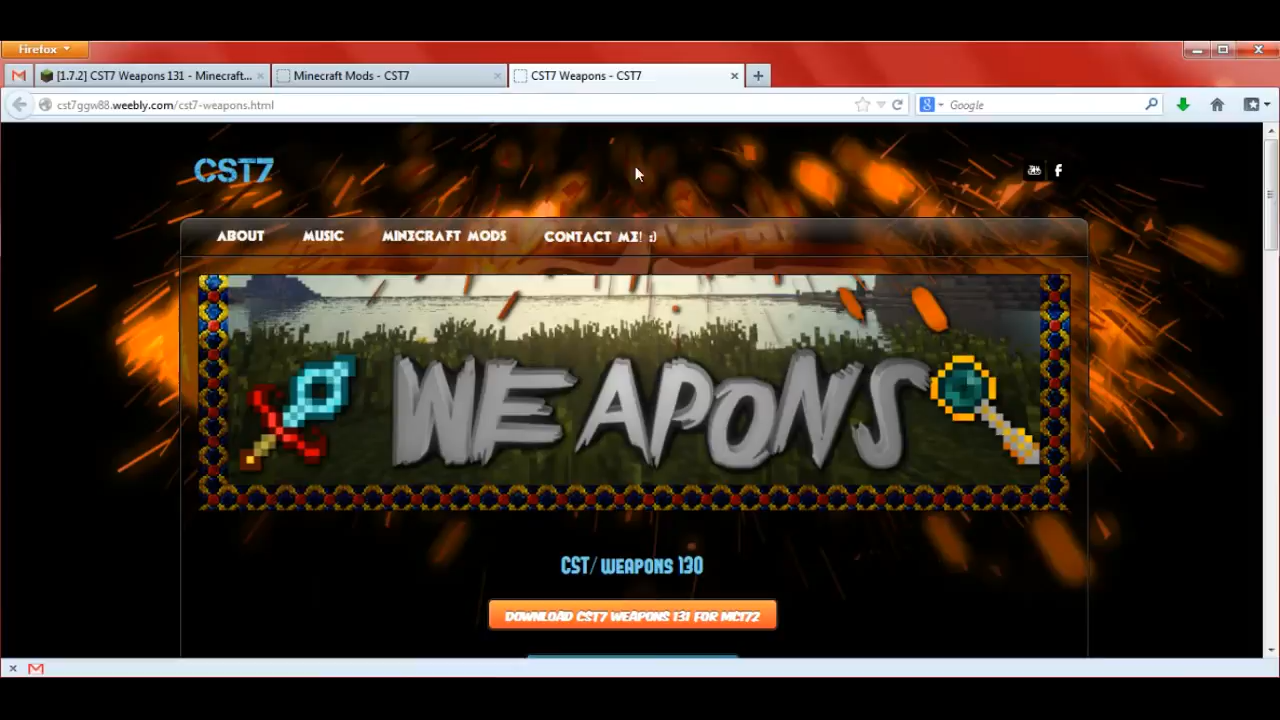 Firefox
[1.7.2] CST7 Weapons 131 - Minecraft...
Minecraft Mods - CST7
CST7 Weapons - CST7
cst7ggw88.weebly.com/cst7-weapons.html
Google
CST7
ABOUT
MUSIC
MINECRAFT MODS
CONTACT ME! :)
WEAPONS
CST7 WEAPONS 130
DOWNLOAD CST7 WEAPONS 131 FOR MC172